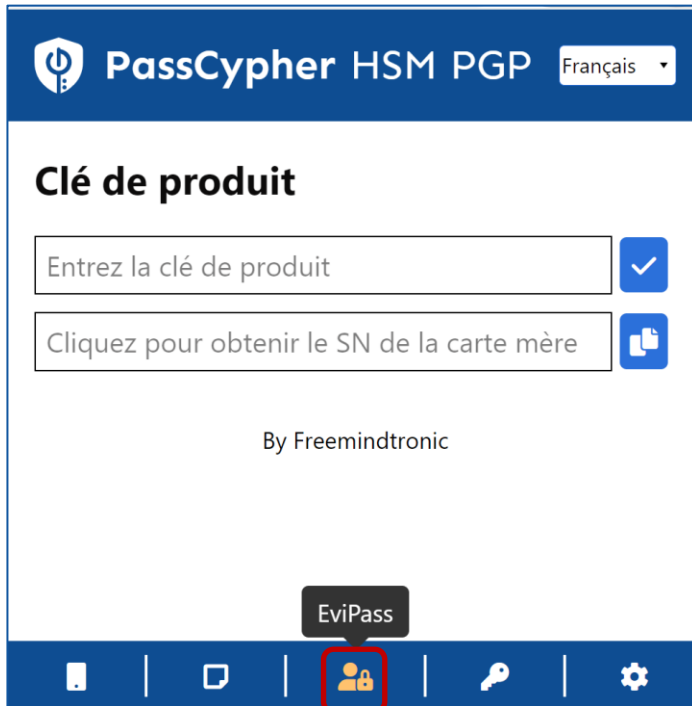 PassCypher HSM PGP
Français
Clé de produit
Entrez la clé de produit
Cliquez pour obtenir le SN de la carte mère
By Freemindtronic
EviPass